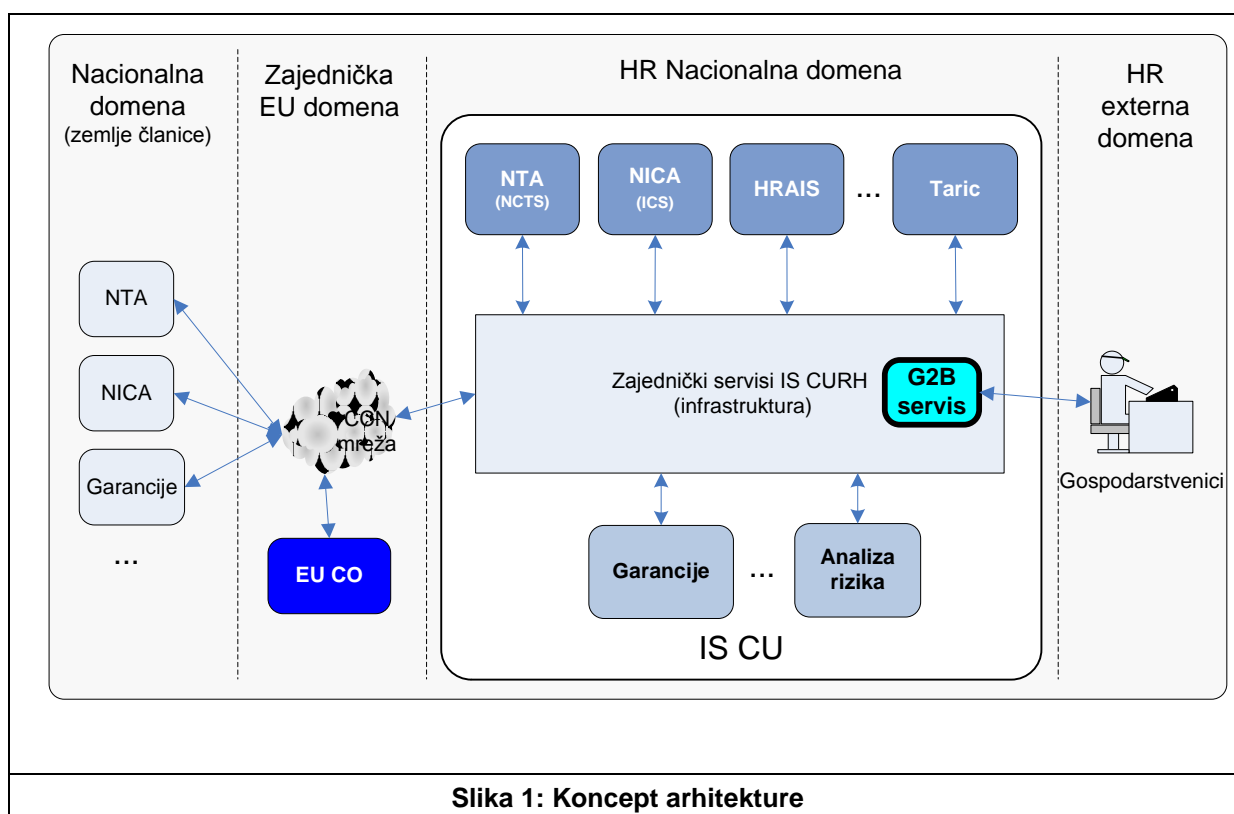 Nacionalna
domena
(zemlje članice)
Zajednička
EU domena
HR Nacionalna domena
HR
externa
domena
NTA
(NCTS)
NICA
(ICS)
HRAIS
...
Taric
NTA
NICA
Garancije
...
CCN
mreža
EU CO
Zajednički servisi IS CURH
(infrastruktura)
G2B
servis
Gospodarstvenici
Garancije
...
Analiza
rizika
IS CU
Slika 1: Koncept arhitekture